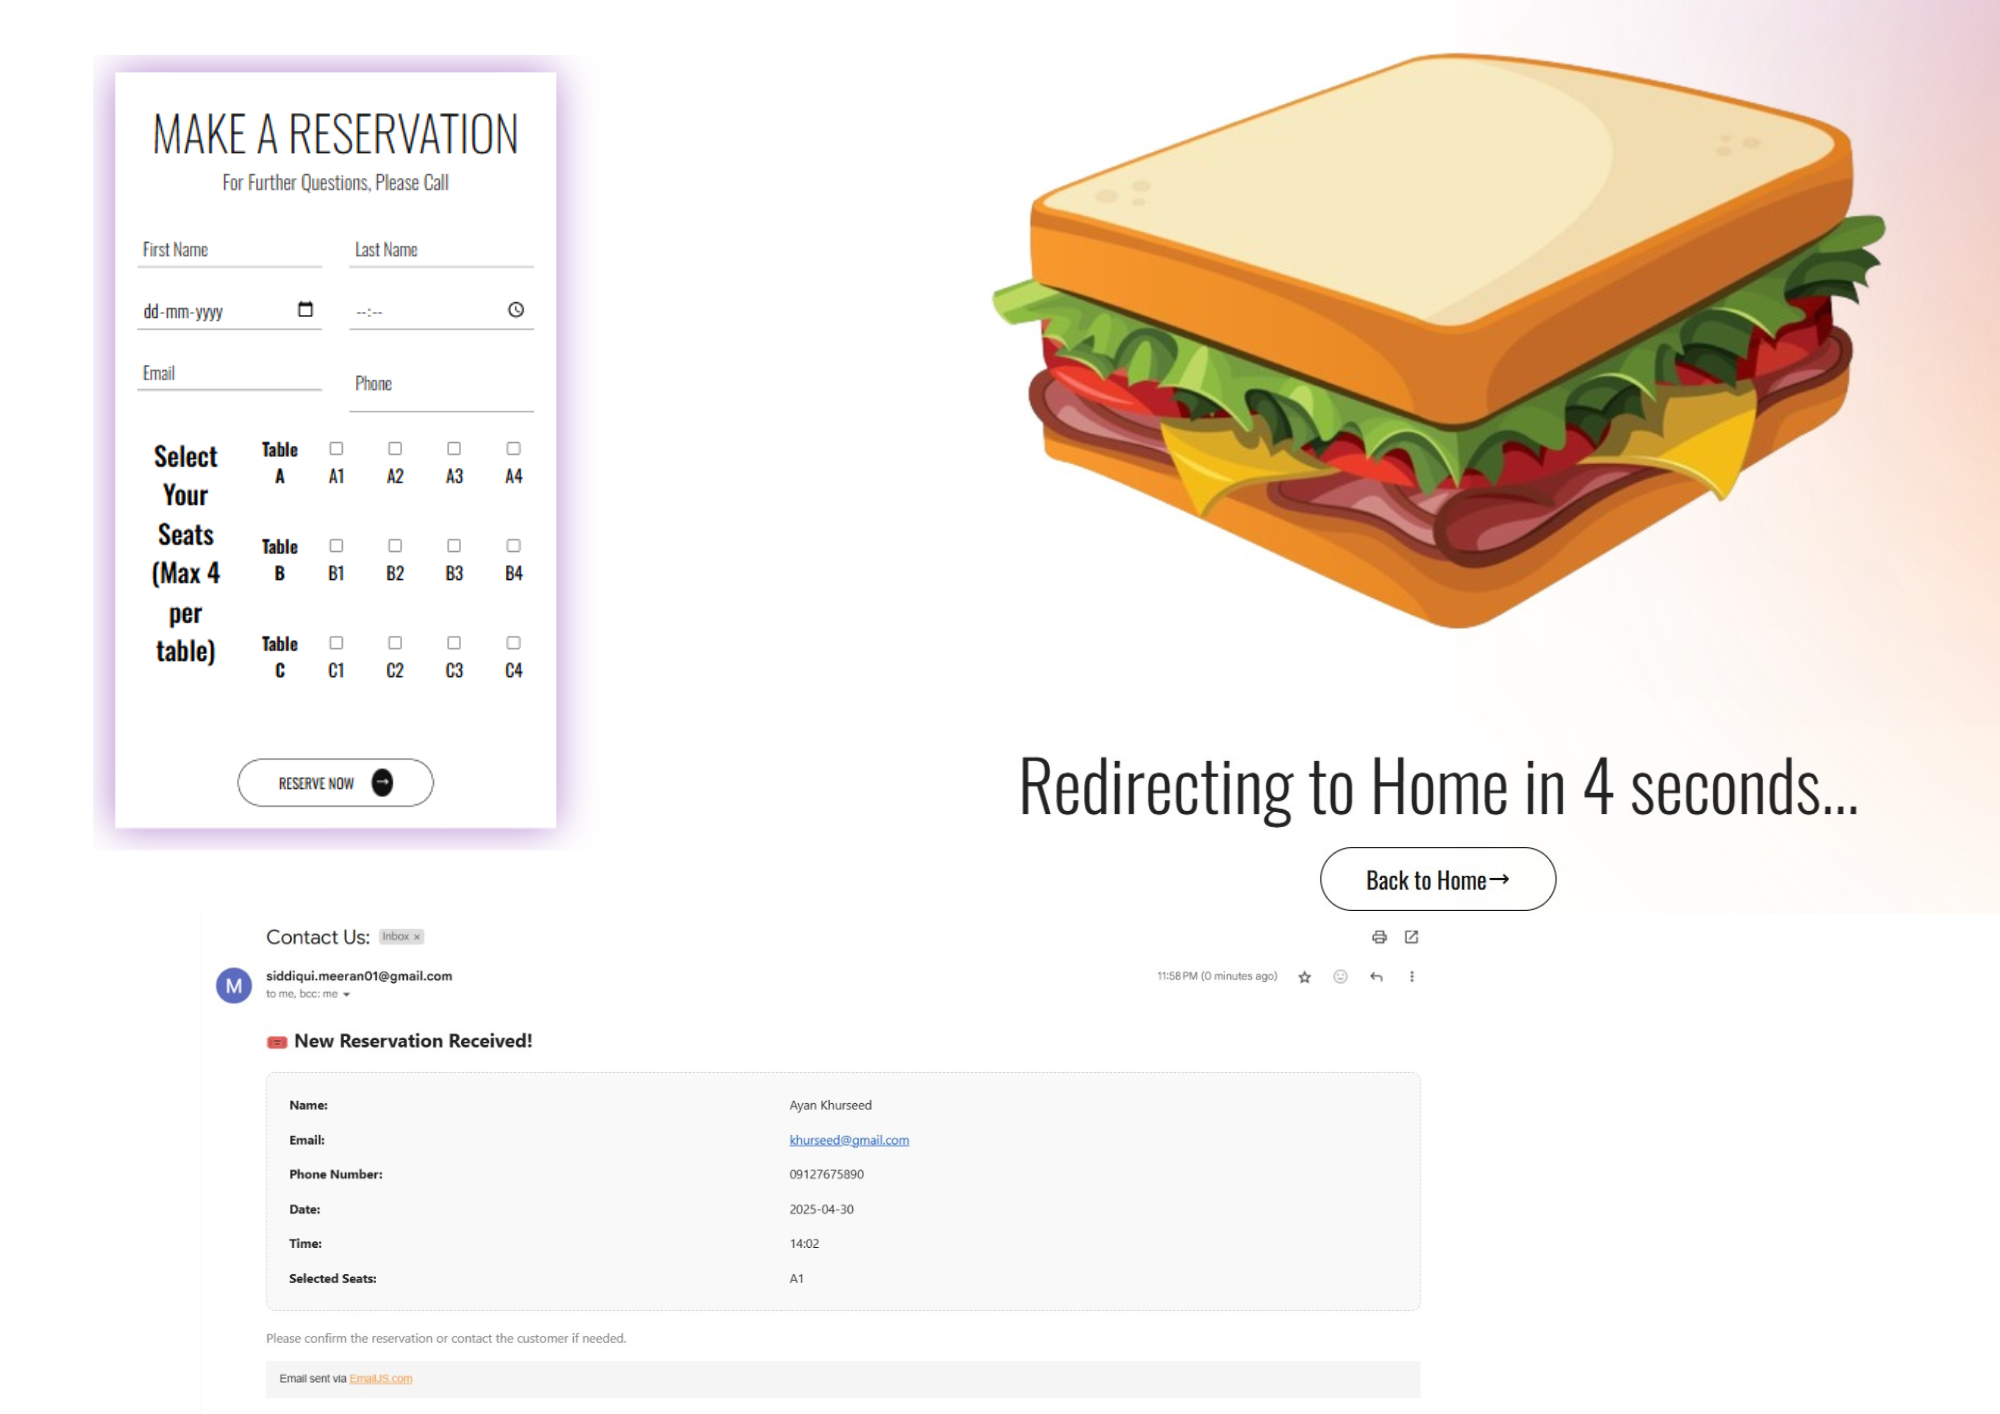 MAKE A RESERVATION
For Further Questions, Please Call
First Name
Last Name
dd-mm-yyyy
--:--
Email
Phone
Select
Your
Seats
(Max 4
per
table)
Table
A
A1 A2 A3 A4
Table
B
B1 B2 B3 B4
Table
C
C1 C2 C3 C4
RESERVE NOW →
Redirecting to Home in 4 seconds...
Back to Home→
Contact Us: Inbox ×
M
siddiqui.meeran01@gmail.com
to me, bcc: me
11:58 PM (0 minutes ago)
New Reservation Received!
Name: Ayan Khurseed
Email: khurseed@gmail.com
Phone Number: 09127675890
Date: 2025-04-30
Time: 14:02
Selected Seats: A1
Please confirm the reservation or contact the customer if needed.
Email sent via EmailJS.com